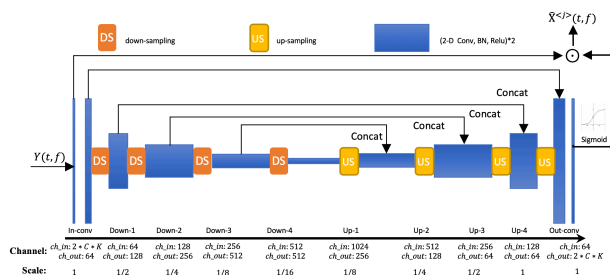 X̃<j>(t, f)
DS
down-sampling
US
up-sampling
(2-D Conv, BN, Relu)*2
Concat
Concat
Concat
Concat
Sigmoid
Y(t, f)
DS
DS
DS
DS
US
US
US
US
In-conv Down-1 Down-2 Down-3 Down-4 Up-1 Up-2 Up-3 Up-4 Out-conv
Channel: ch_in: 2 * C * K ch_in: 64 ch_in: 128 ch_in: 256 ch_in: 512 ch_in: 1024 ch_in: 512 ch_in: 256 ch_in: 128 ch_in: 64
ch_out: 64 ch_out: 128 ch_out: 256 ch_out: 512 ch_out: 512 ch_out: 256 ch_out: 128 ch_out: 64 ch_out: 64 ch_out: 2 * C * K
Scale: 1 1/2 1/4 1/8 1/16 1/8 1/4 1/2 1 1